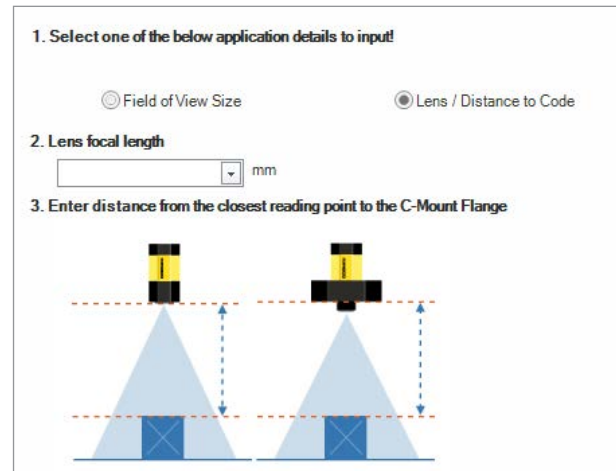 1. Select one of the below application details to input!
Field of View Size
Lens / Distance to Code
2. Lens focal length
mm
3. Enter distance from the closest reading point to the C-Mount Flange